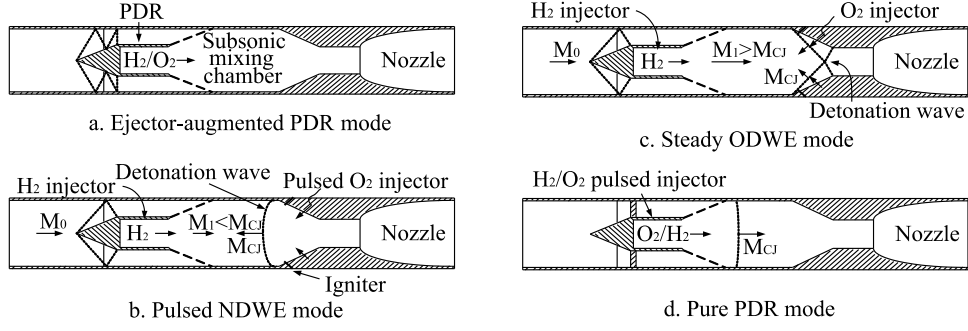 PDR
H2/O2
Subsonic
mixing
chamber
Nozzle
a. Ejector-augmented PDR mode
H2 injector
Detonation wave
Pulsed O2 injector
M0
H2
M1<MCJ
MCJ
Nozzle
Igniter
b. Pulsed NDWE mode
H2 injector
O2 injector
M0
H2
M1>MCJ
MCJ
Nozzle
Detonation wave
c. Steady ODWE mode
H2/O2 pulsed injector
O2/H2
MCJ
Nozzle
d. Pure PDR mode